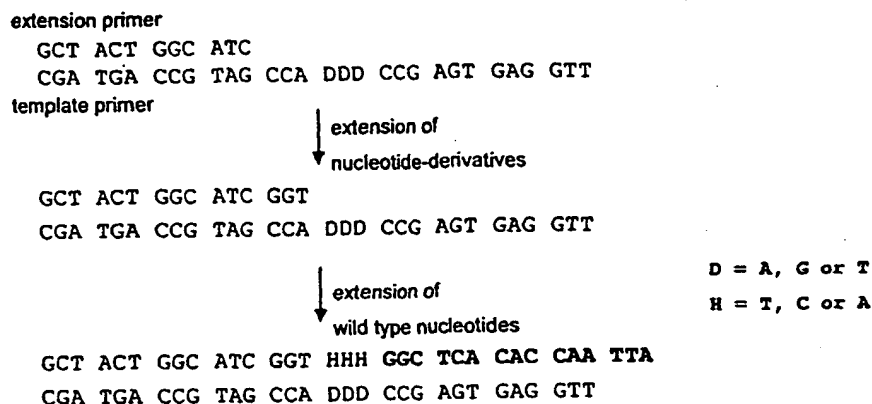 extension primer
GCT ACT GGC ATC
CGA TGA CCG TAG CCA DDD CCG AGT GAG GTT
template primer
extension of
nucleotide-derivatives
GCT ACT GGC ATC GGT
CGA TGA CCG TAG CCA DDD CCG AGT GAG GTT
D = A, G or T
H = T, C or A
extension of
wild type nucleotides
GCT ACT GGC ATC GGT HHH GGC TCA CAC CAA TTA
CGA TGA CCG TAG CCA DDD CCG AGT GAG GTT